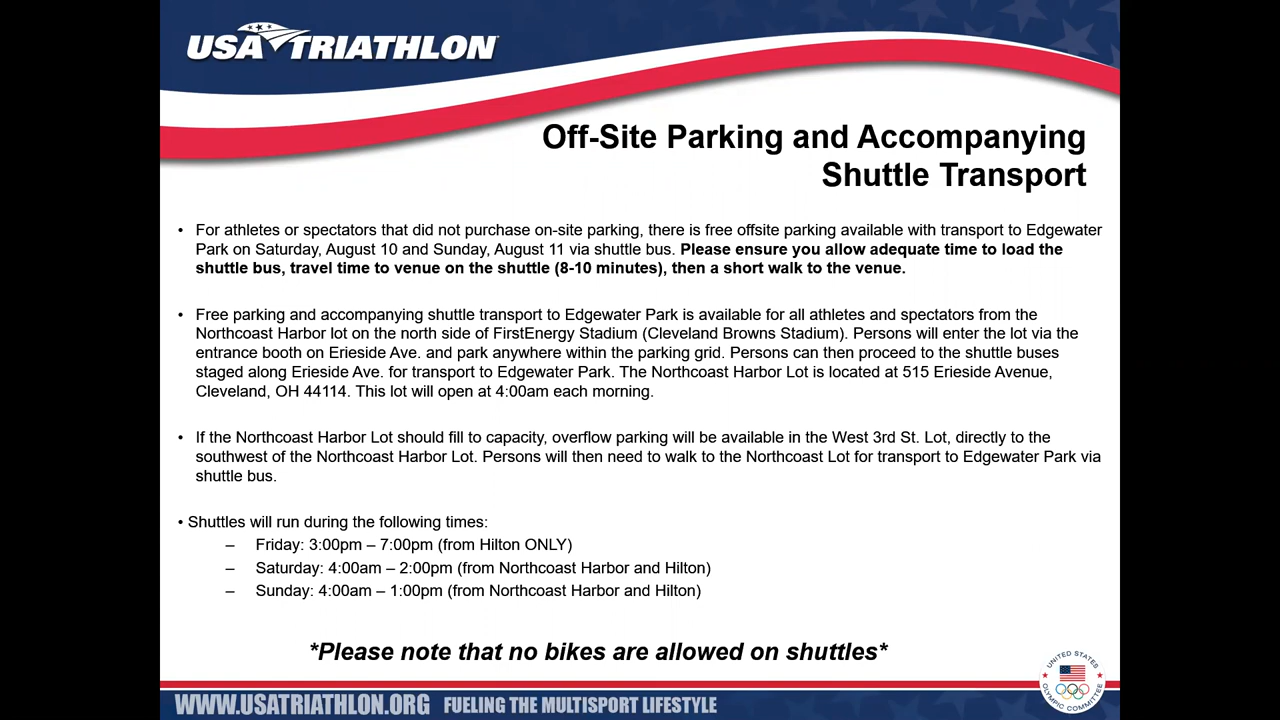 USA TRIATHLON
Off-Site Parking and Accompanying
Shuttle Transport
• For athletes or spectators that did not purchase on-site parking, there is free offsite parking available with transport to Edgewater
Park on Saturday, August 10 and Sunday, August 11 via shuttle bus. Please ensure you allow adequate time to load the
shuttle bus, travel time to venue on the shuttle (8-10 minutes), then a short walk to the venue.
• Free parking and accompanying shuttle transport to Edgewater Park is available for all athletes and spectators from the
Northcoast Harbor lot on the north side of FirstEnergy Stadium (Cleveland Browns Stadium). Persons will enter the lot via the
entrance booth on Erieside Ave. and park anywhere within the parking grid. Persons can then proceed to the shuttle buses
staged along Erieside Ave. for transport to Edgewater Park. The Northcoast Harbor Lot is located at 515 Erieside Avenue,
Cleveland, OH 44114. This lot will open at 4:00am each morning.
• If the Northcoast Harbor Lot should fill to capacity, overflow parking will be available in the West 3rd St. Lot, directly to the
southwest of the Northcoast Harbor Lot. Persons will then need to walk to the Northcoast Lot for transport to Edgewater Park via
shuttle bus.
• Shuttles will run during the following times:
– Friday: 3:00pm – 7:00pm (from Hilton ONLY)
– Saturday: 4:00am – 2:00pm (from Northcoast Harbor and Hilton)
– Sunday: 4:00am – 1:00pm (from Northcoast Harbor and Hilton)
*Please note that no bikes are allowed on shuttles*
UNITED STATES
OLYMPIC COMMITTEE
WWW.USATRIATHLON.ORG FUELING THE MULTISPORT LIFESTYLE